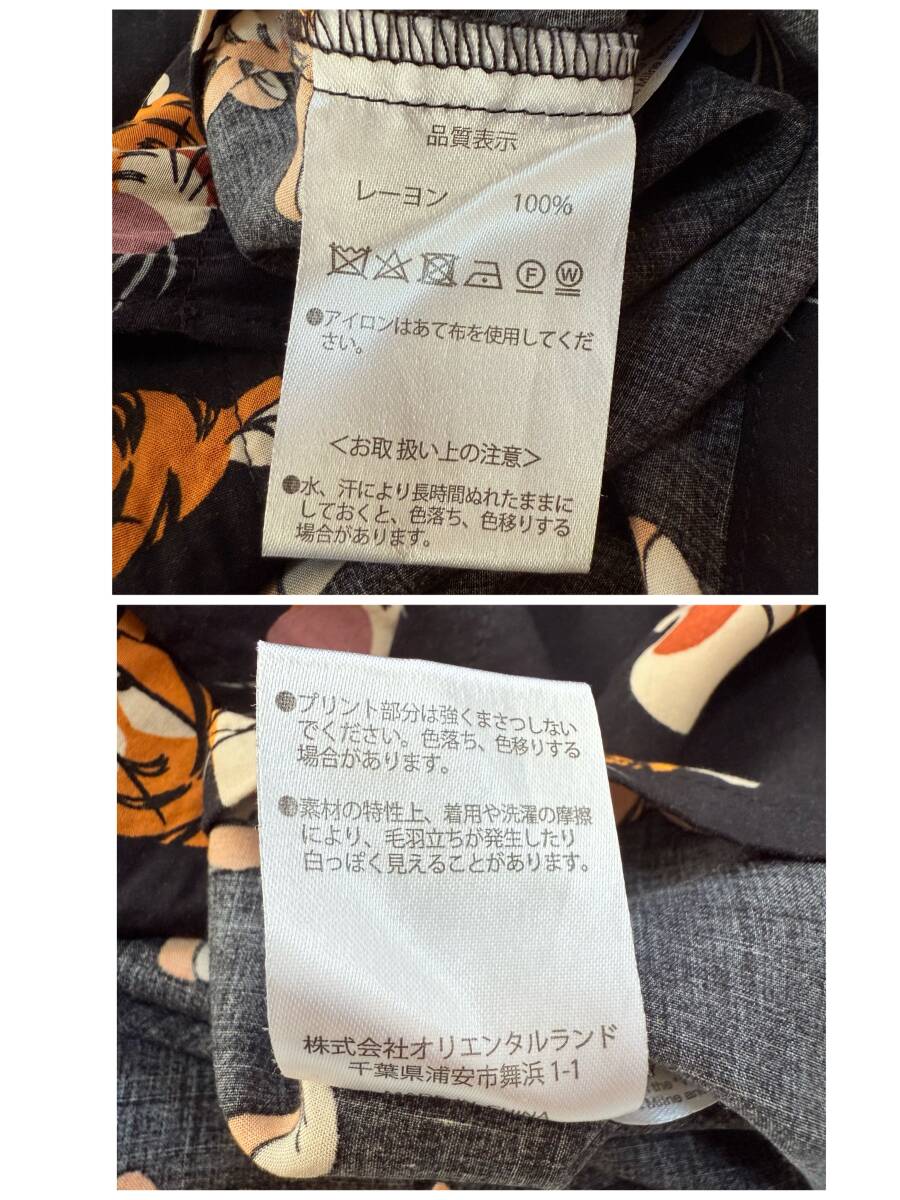 品質表示
レーヨン 100%
F W
●アイロンはあて布を使用してくだ
さい。
<お取扱い上の注意>
●水、汗により長時間ぬれたままに
しておくと、色落ち、色移りする
場合があります。
●プリント部分は強くまさつしない
でください。色落ち、色移りする
場合があります。
●素材の特性上、着用や洗濯の摩擦
により、毛羽立ちが発生したり
白っぽく見えることがあります。
株式会社オリエンタルランド
千葉県浦安市舞浜1-1